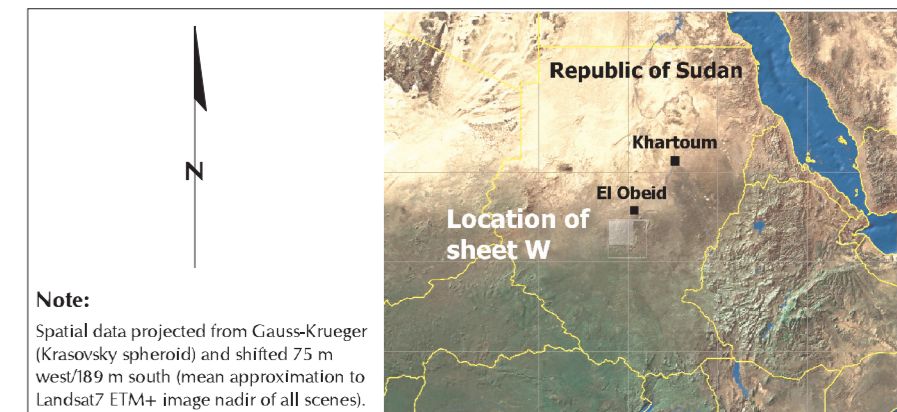 N
Note:
Spatial data projected from Gauss-Krueger
(Krasovsky spheroid) and shifted 75 m
west/189 m south (mean approximation to
Landsat7 ETM+ image nadir of all scenes).
Republic of Sudan
Khartoum
El Obeid
Location of
sheet W